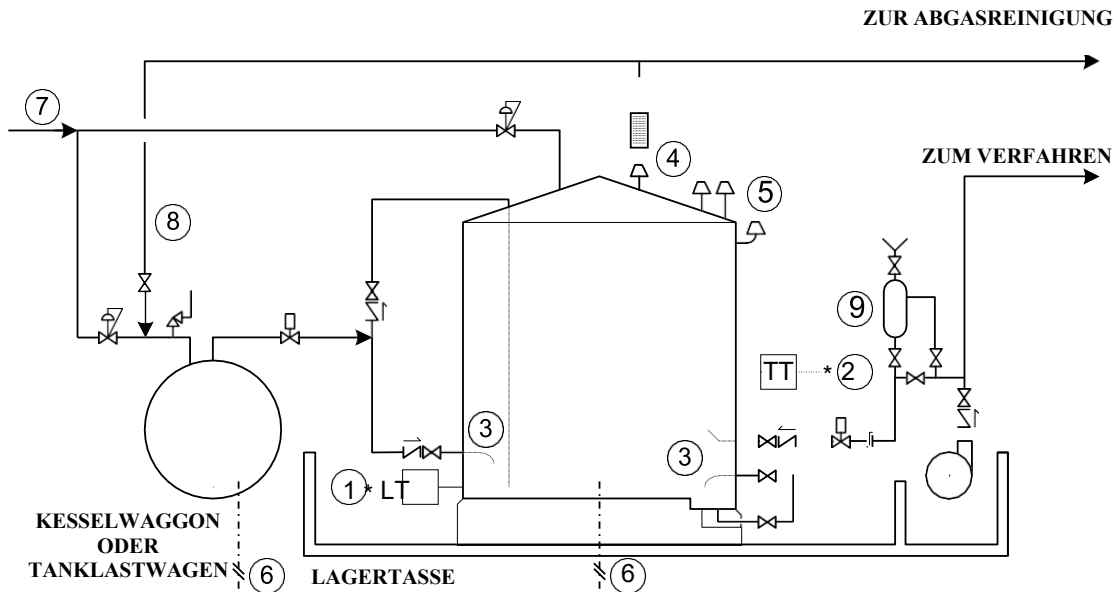 ZUR ABGASREINIGUNG
7
4
ZUM VERFAHREN
5
8
9
TT * 2
3
3
1 * LT
KESSELWAGGON
ODER
TANKLASTWAGEN
6
LAGERTASSE
6